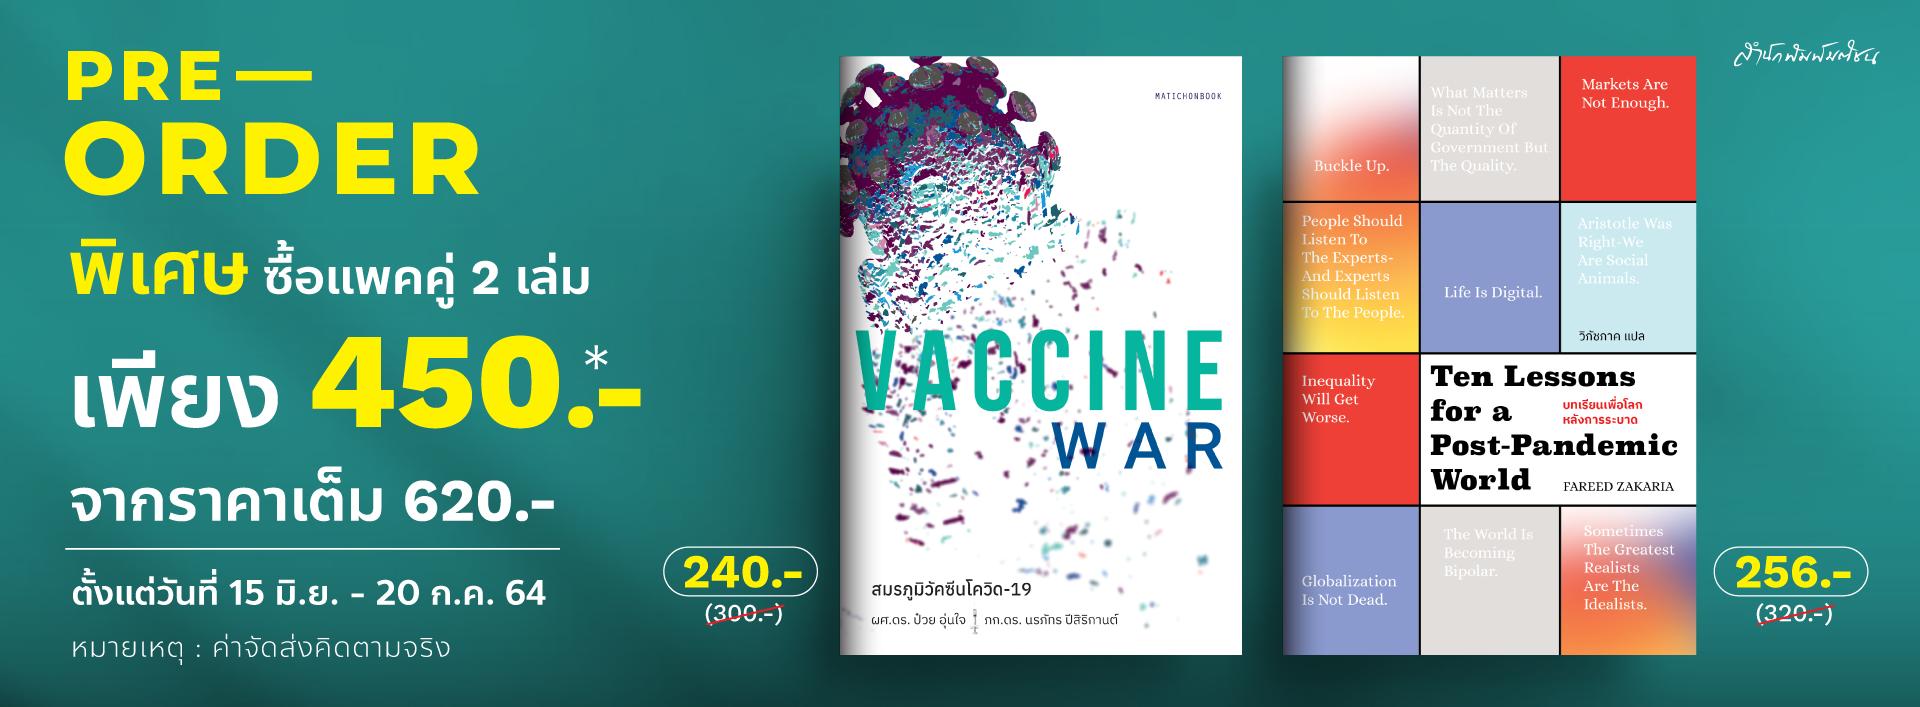 PRE—
ORDER
พิเศษ ซื้อแพคคู่ 2 เล่ม
เพียง 450.-*
จากราคาเต็ม 620.-
ตั้งแต่วันที่ 15 มิ.ย. - 20 ก.ค. 64
หมายเหตุ : ค่าจัดส่งคิดตามจริง
240.-
(300.-)
MATICHONBOOK
VACCINE
WAR
สมรภูมิวัคซีนโควิด-19
ผศ.ดร. ป๋วย อุ่นใจ
ภก.ดร. นรภัทร ปีสิริกานต์
Buckle Up.
What Matters
Is Not The
Quantity Of
Government But
The Quality.
Markets Are
Not Enough.
People Should
Listen To
The Experts-
And Experts
Should Listen
To The People.
Life Is Digital.
Aristotle Was
Right-We
Are Social
Animals.
วิภัชภาค แปล
Inequality
Will Get
Worse.
Ten Lessons
for a
บทเรียนเพื่อโลก
หลังการระบาด
Post-Pandemic
World
FAREED ZAKARIA
Globalization
Is Not Dead.
The World Is
Becoming
Bipolar.
Sometimes
The Greatest
Realists
Are The
Idealists.
สำนักพิมพ์มติชน
256.-
(320.-)